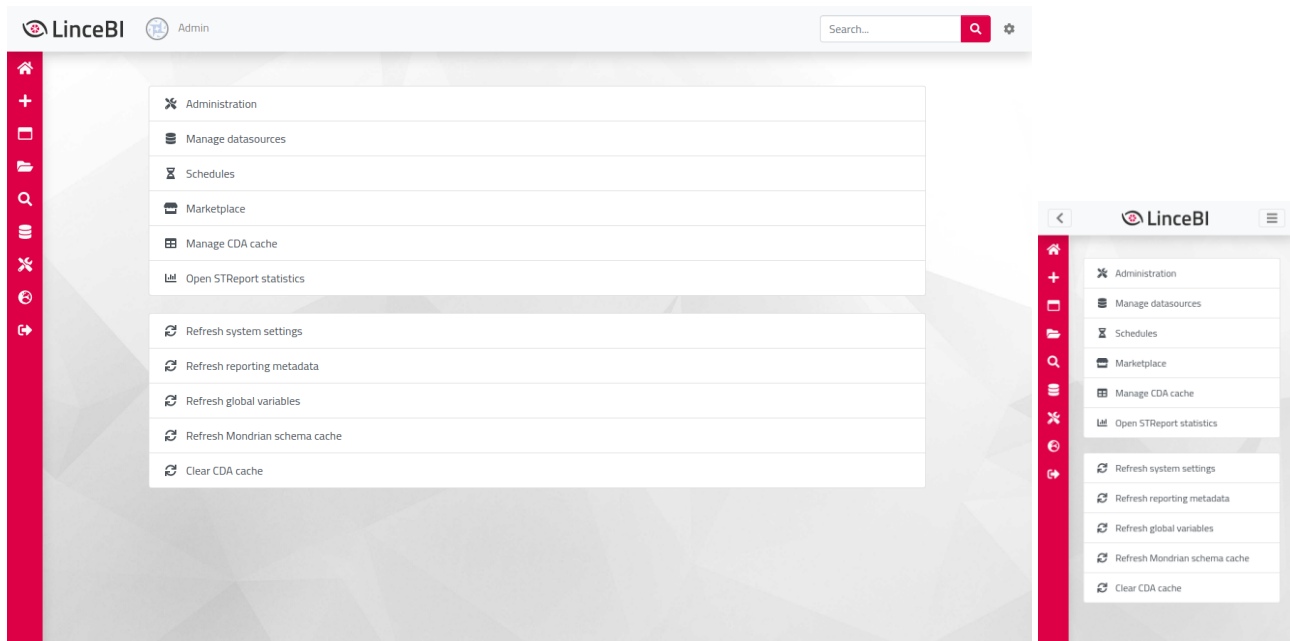 LinceBI
Admin
Search...
Administration
Manage datasources
Schedules
Marketplace
Manage CDA cache
Open STReport statistics
Refresh system settings
Refresh reporting metadata
Refresh global variables
Refresh Mondrian schema cache
Clear CDA cache
LinceBI
Administration
Manage datasources
Schedules
Marketplace
Manage CDA cache
Open STReport statistics
Refresh system settings
Refresh reporting metadata
Refresh global variables
Refresh Mondrian schema cache
Clear CDA cache